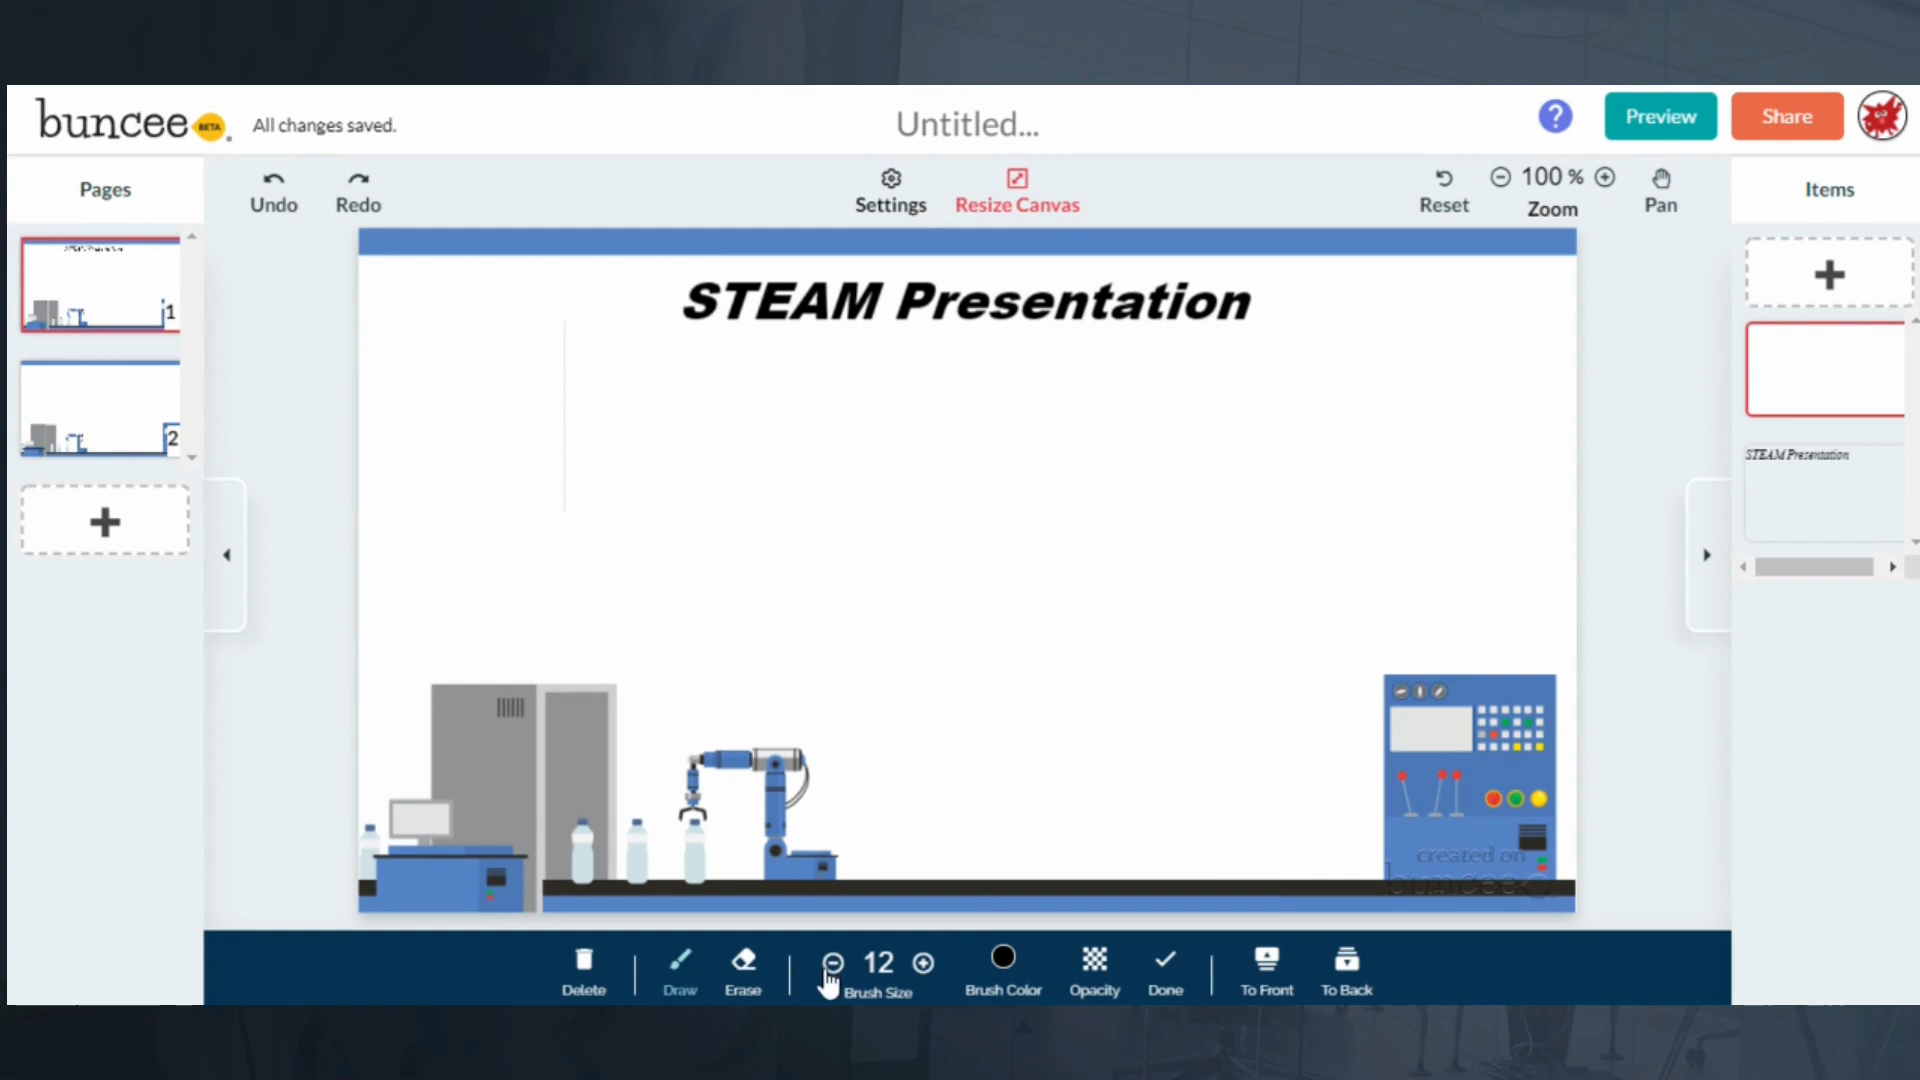 buncee BETA
All changes saved.
Untitled...
?
Preview
Share
Pages
Undo
Redo
Settings
Resize Canvas
Reset
100 %
Zoom
Pan
Items
STEAM Presentation
1
2
STEAM Presentation
created on
buncee
Delete
Draw
Erase
12
Brush Size
Brush Color
Opacity
Done
To Front
To Back